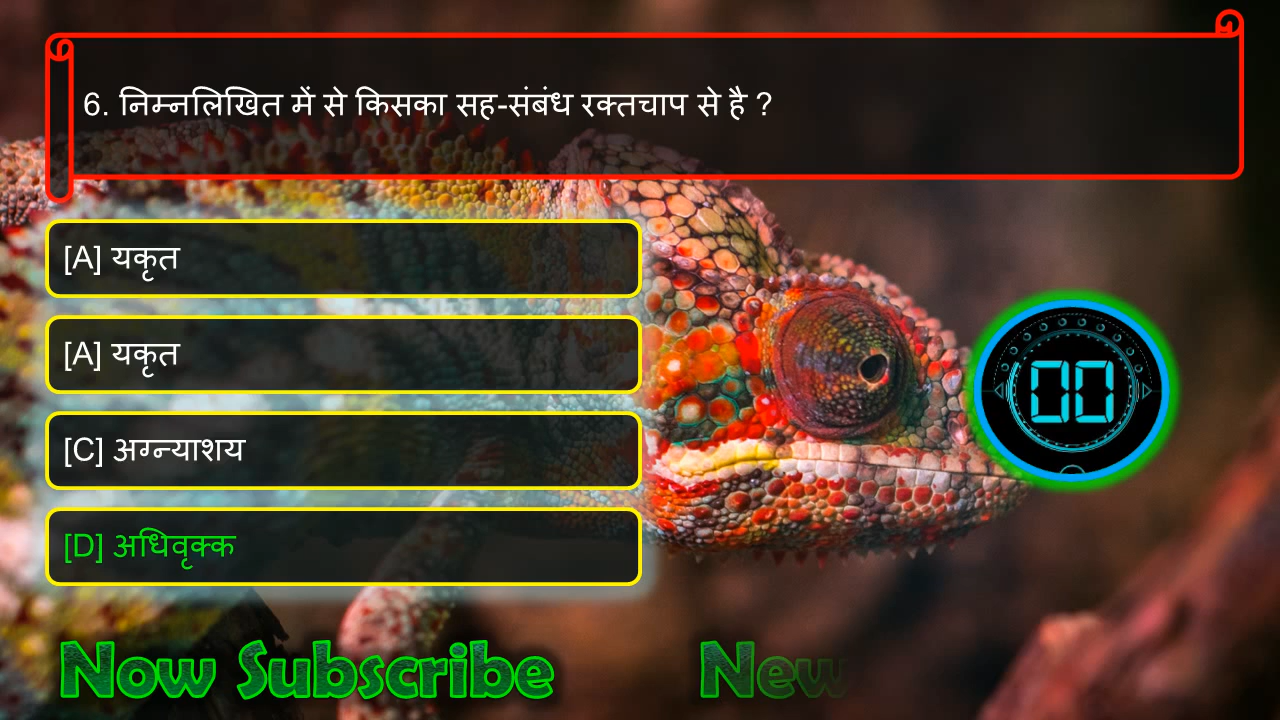 6. निम्नलिखित में से किसका सह-संबंध रक्तचाप से है ?
[A] यकृत
[A] यकृत
[C] अग्न्याशय
[D] अधिवृक्क
00
Now Subscribe New